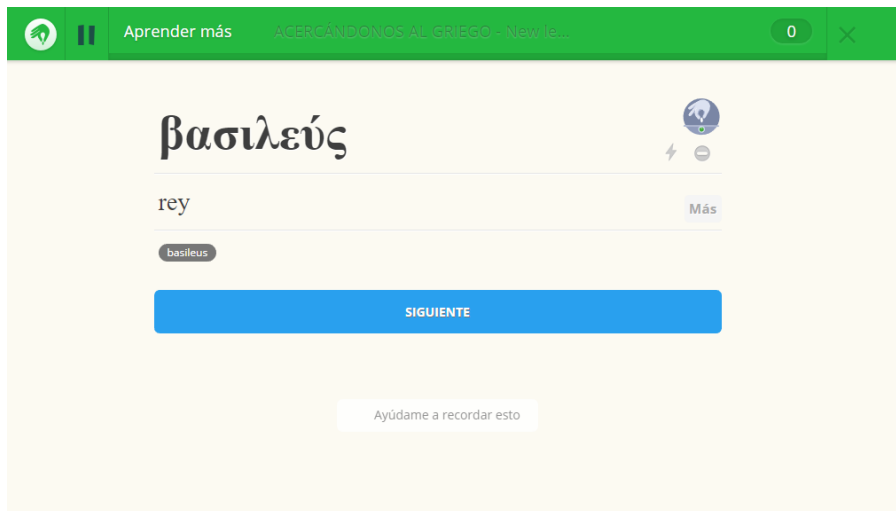 Aprender más
ACERCÁNDONOS AL GRIEGO - New le...
0
βασιλεύς
rey
Más
basileus
SIGUIENTE
Ayúdame a recordar esto